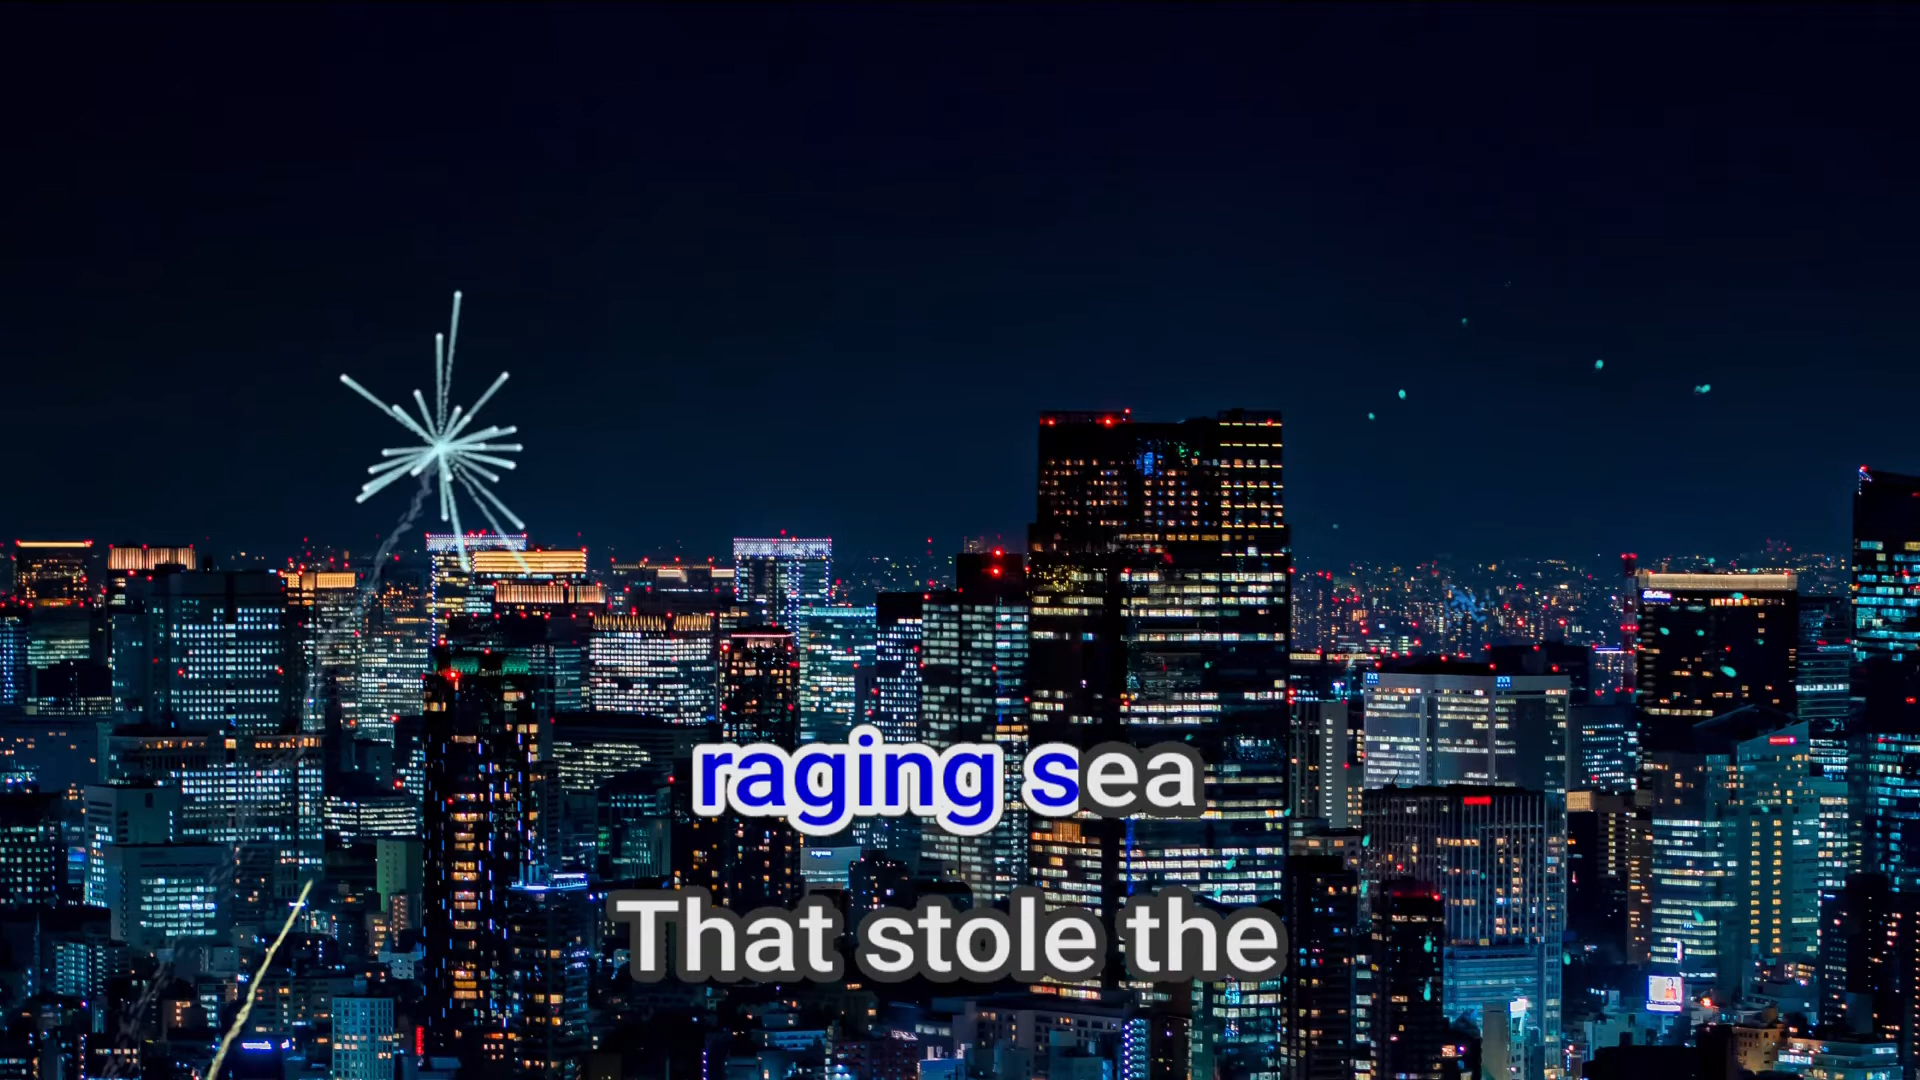 raging sea
That stole the